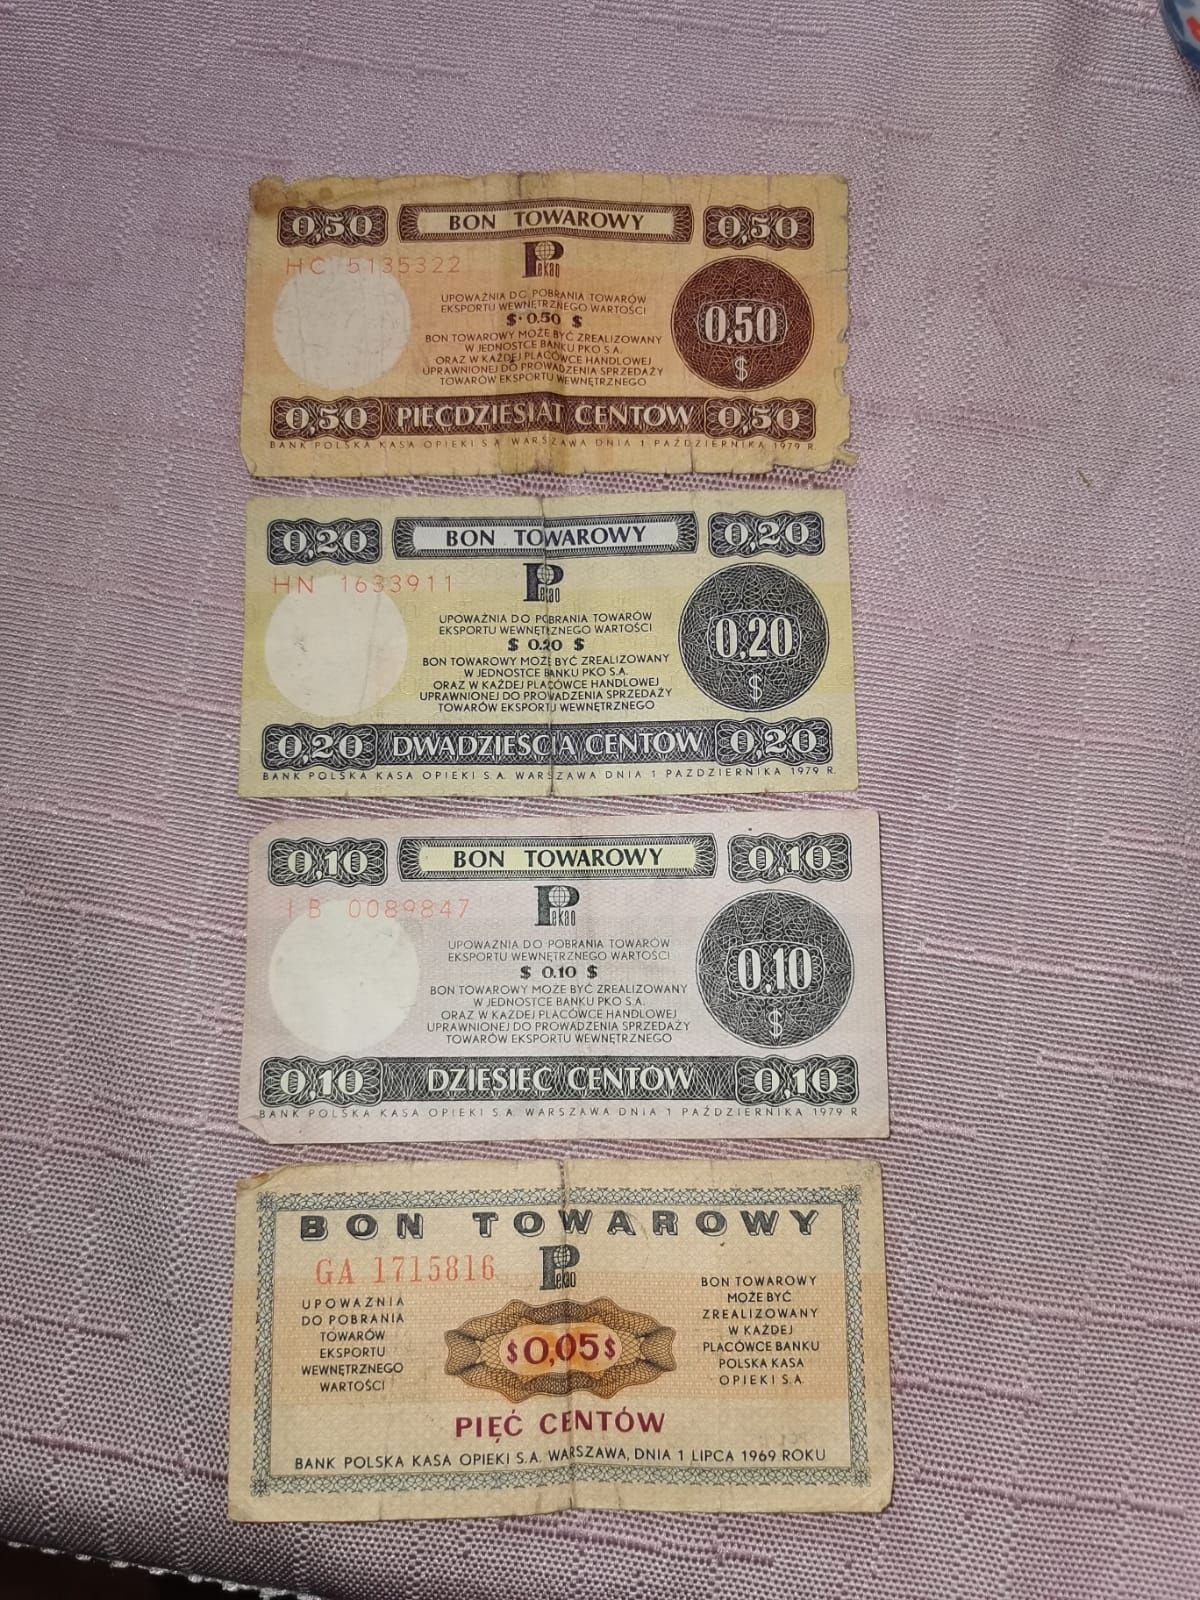 0,50 BON TOWAROWY 0,50
HC 5135322
Pekao
UPOWAŻNIA DO POBRANIA TOWARÓW
EKSPORTU WEWNĘTRZNEGO WARTOŚCI
$·0.50 $
BON TOWAROWY MOŻE BYĆ ZREALIZOWANY
W JEDNOSTCE BANKU PKO S.A.
ORAZ W KAŻDEJ PLACÓWCE HANDLOWEJ
UPRAWNIONEJ DO PROWADZENIA SPRZEDAŻY
TOWARÓW EKSPORTU WEWNĘTRZNEGO
0,50
$
0,50 PIĘĆDZIESIĄT CENTÓW 0,50
BANK POLSKA KASA OPIEKI S.A. WARSZAWA DNIA 1 PAŹDZIERNIKA 1979 R.
0,20 BON TOWAROWY 0,20
HN 1633911
Pekao
UPOWAŻNIA DO POBRANIA TOWARÓW
EKSPORTU WEWNĘTRZNEGO WARTOŚCI
$ 0.20 $
BON TOWAROWY MOŻE BYĆ ZREALIZOWANY
W JEDNOSTCE BANKU PKO S.A.
ORAZ W KAŻDEJ PLACÓWCE HANDLOWEJ
UPRAWNIONEJ DO PROWADZENIA SPRZEDAŻY
TOWARÓW EKSPORTU WEWNĘTRZNEGO
0,20
$
0,20 DWADZIEŚCIA CENTÓW 0,20
BANK POLSKA KASA OPIEKI S.A. WARSZAWA DNIA 1 PAŹDZIERNIKA 1979 R.
0,10 BON TOWAROWY 0,10
IB 0089847
Pekao
UPOWAŻNIA DO POBRANIA TOWARÓW
EKSPORTU WEWNĘTRZNEGO WARTOŚCI
$ 0.10 $
BON TOWAROWY MOŻE BYĆ ZREALIZOWANY
W JEDNOSTCE BANKU PKO S.A.
ORAZ W KAŻDEJ PLACÓWCE HANDLOWEJ
UPRAWNIONEJ DO PROWADZENIA SPRZEDAŻY
TOWARÓW EKSPORTU WEWNĘTRZNEGO
0,10
$
0,10 DZIESIĘĆ CENTÓW 0,10
BANK POLSKA KASA OPIEKI S.A. WARSZAWA DNIA 1 PAŹDZIERNIKA 1979 R
BON TOWAROWY
GA 1715816
Pekao
UPOWAŻNIA
DO POBRANIA
TOWARÓW
EKSPORTU
WEWNĘTRZNEGO
WARTOŚCI
$0,05$
BON TOWAROWY
MOŻE BYĆ
ZREALIZOWANY
W KAŻDEJ
PLACÓWCE BANKU
POLSKA KASA
OPIEKI S.A.
PIĘĆ CENTÓW
BANK POLSKA KASA OPIEKI S.A. WARSZAWA, DNIA 1 LIPCA 1969 ROKU